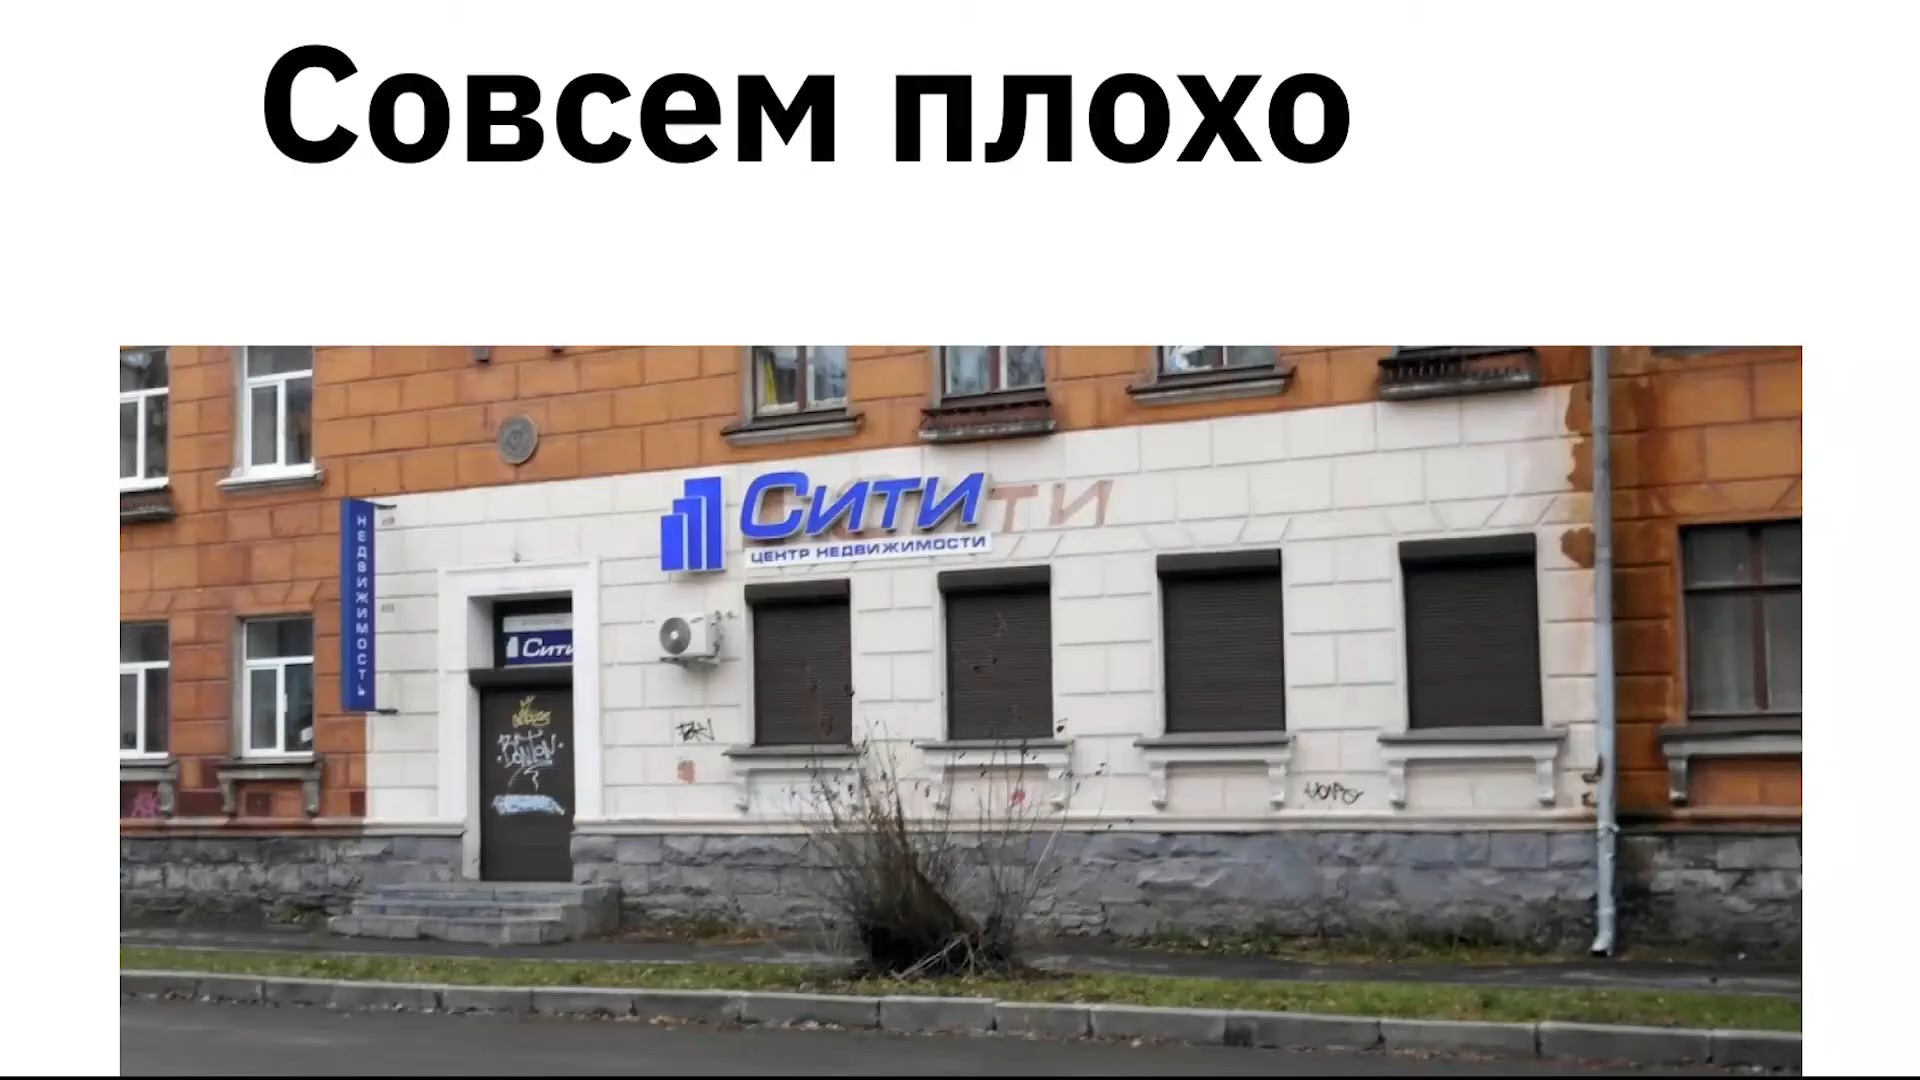 Совсем плохо
НЕДВИЖИМОСТЬ
Сити
ти
ЦЕНТР НЕДВИЖИМОСТИ
Сити